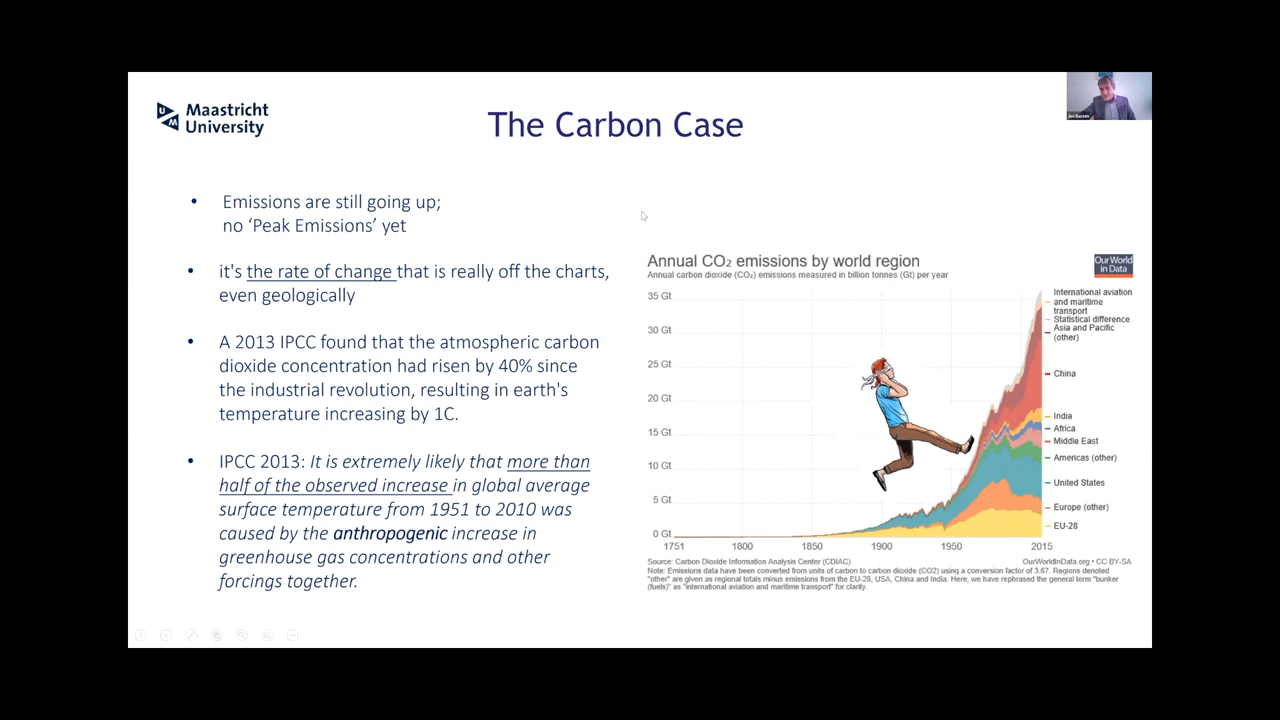 UM
Maastricht
University
The Carbon Case
• Emissions are still going up;
no ‘Peak Emissions’ yet
• it's the rate of change that is really off the charts,
even geologically
• A 2013 IPCC found that the atmospheric carbon
dioxide concentration had risen by 40% since
the industrial revolution, resulting in earth's
temperature increasing by 1C.
• IPCC 2013: It is extremely likely that more than
half of the observed increase in global average
surface temperature from 1951 to 2010 was
caused by the anthropogenic increase in
greenhouse gas concentrations and other
forcings together.
Annual CO₂ emissions by world region
Annual carbon dioxide (CO₂) emissions measured in billion tonnes (Gt) per year
Our World
in Data
35 Gt
30 Gt
25 Gt
20 Gt
15 Gt
10 Gt
5 Gt
0 Gt
1751
1800
1850
1900
1950
2015
International aviation
and maritime
transport
Statistical difference
Asia and Pacific
(other)
China
India
Africa
Middle East
Americas (other)
United States
Europe (other)
EU-28
Source: Carbon Dioxide Information Analysis Center (CDIAC)
OurWorldInData.org • CC BY-SA
Note: Emissions data have been converted from units of carbon to carbon dioxide (CO2) using a conversion factor of 3.67. Regions denoted
"other" are given as regional totals minus emissions from the EU-28, USA, China and India. Here, we have rephrased the general term "bunker
(fuels)" as "international aviation and maritime transport" for clarity.